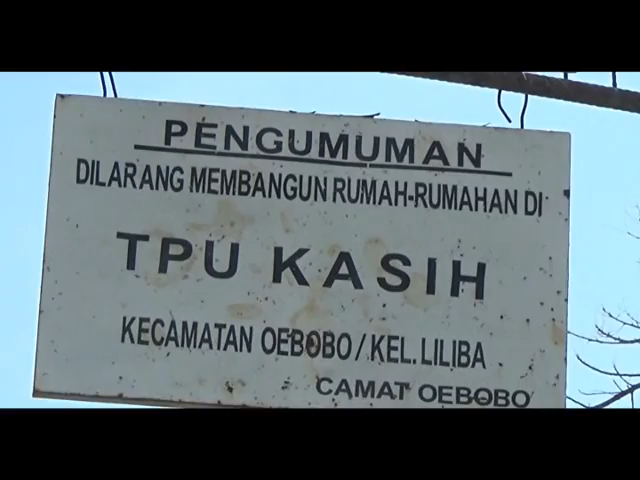 PENGUMUMAN
DILARANG MEMBANGUN RUMAH-RUMAHAN DI
TPU KASIH
KECAMATAN OEBOBO / KEL. LILIBA
CAMAT OEBOBO